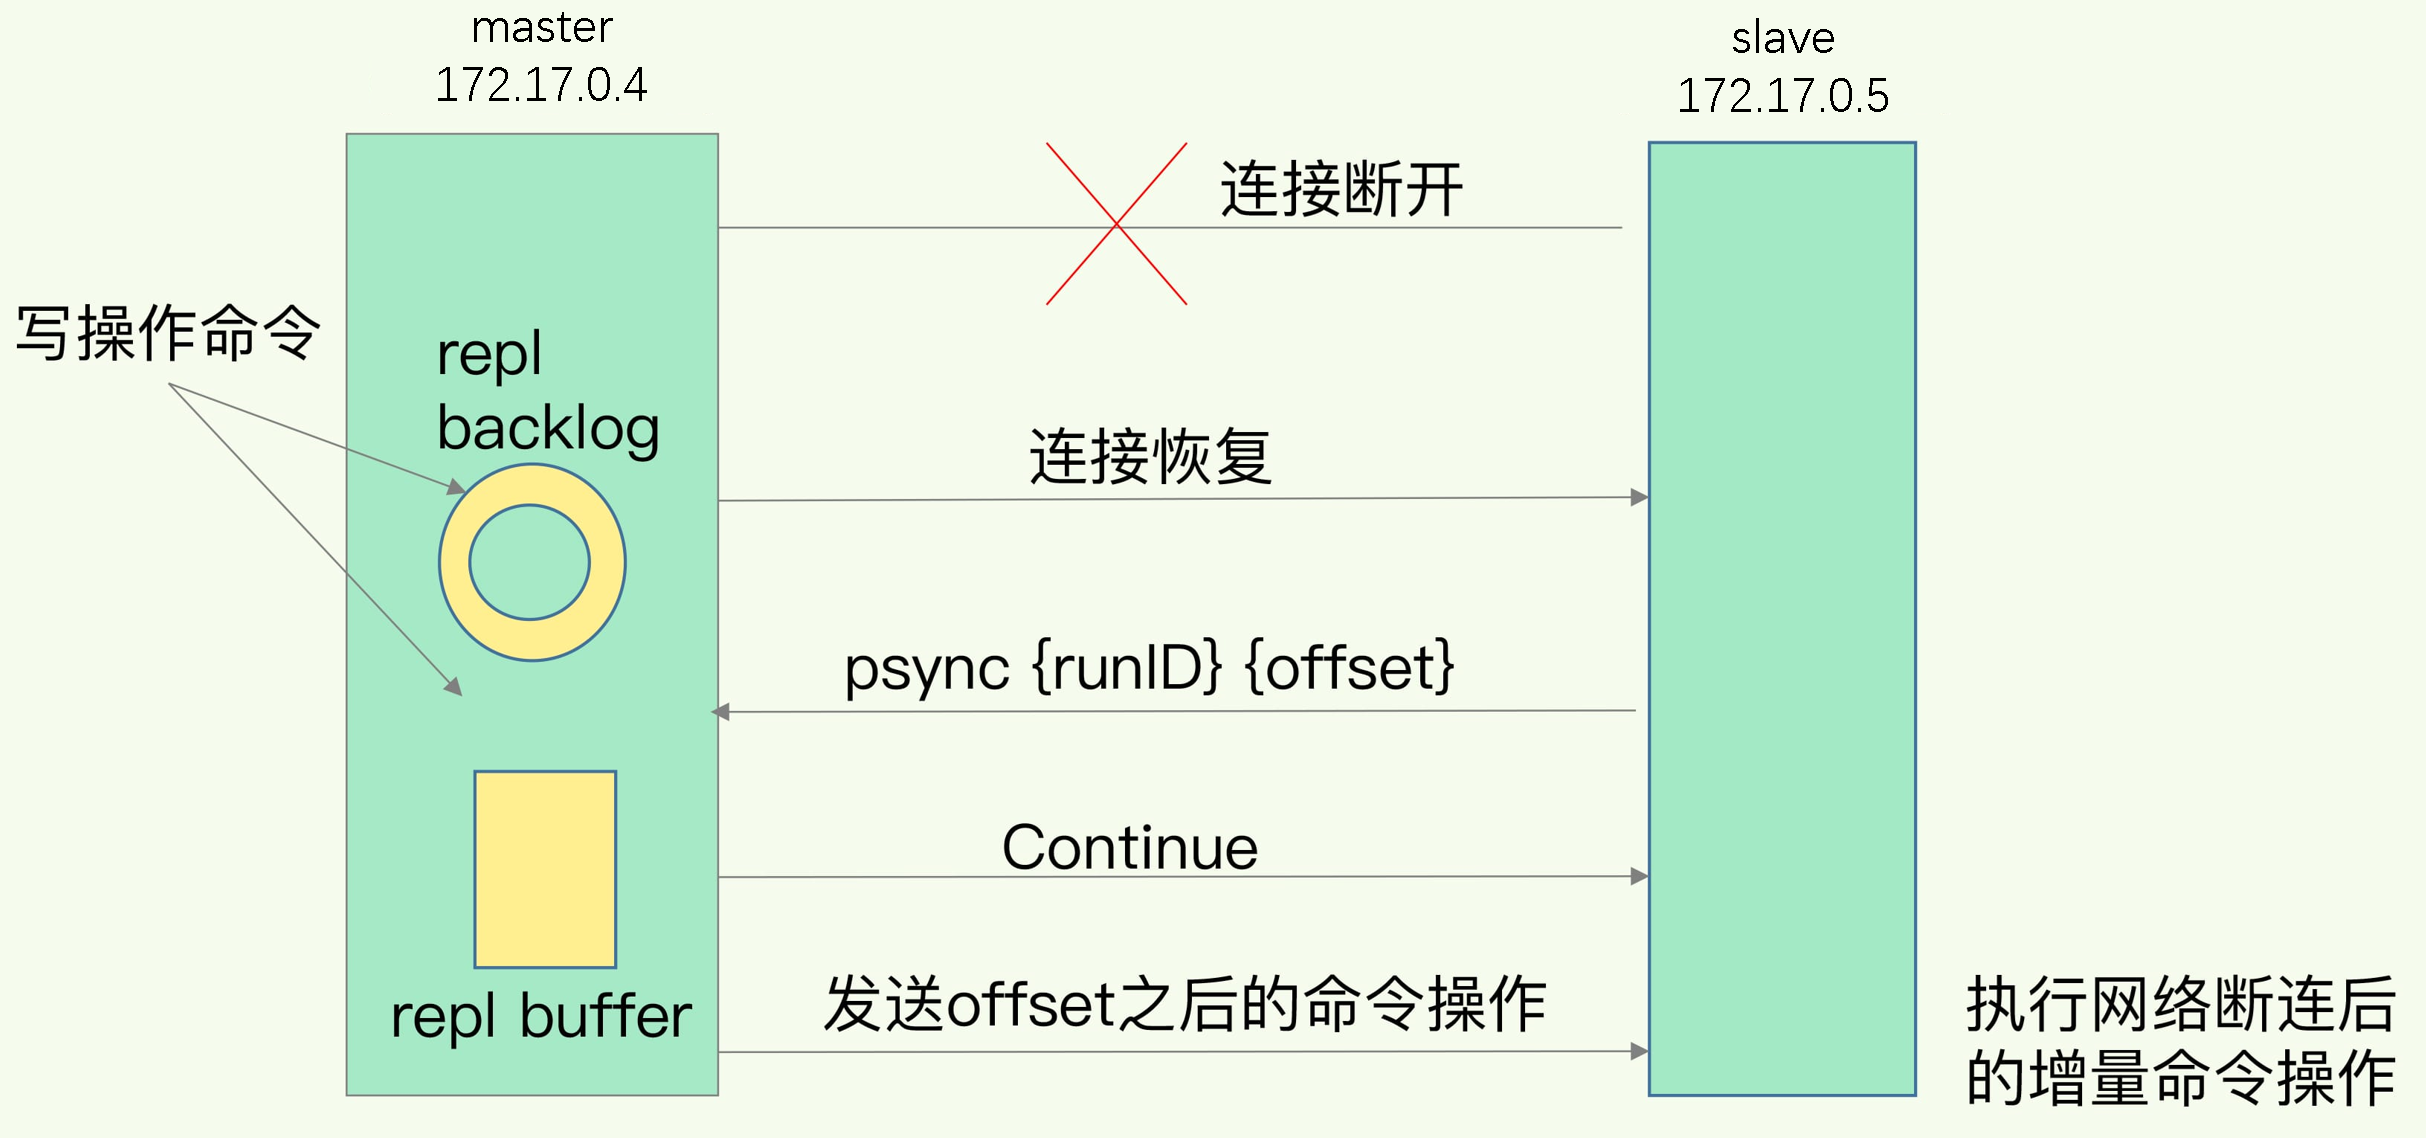 master
172.17.0.4
slave
172.17.0.5
连接断开
写操作命令
repl
backlog
连接恢复
psync {runID} {offset}
Continue
repl buffer
发送offset之后的命令操作
执行网络断连后
的增量命令操作